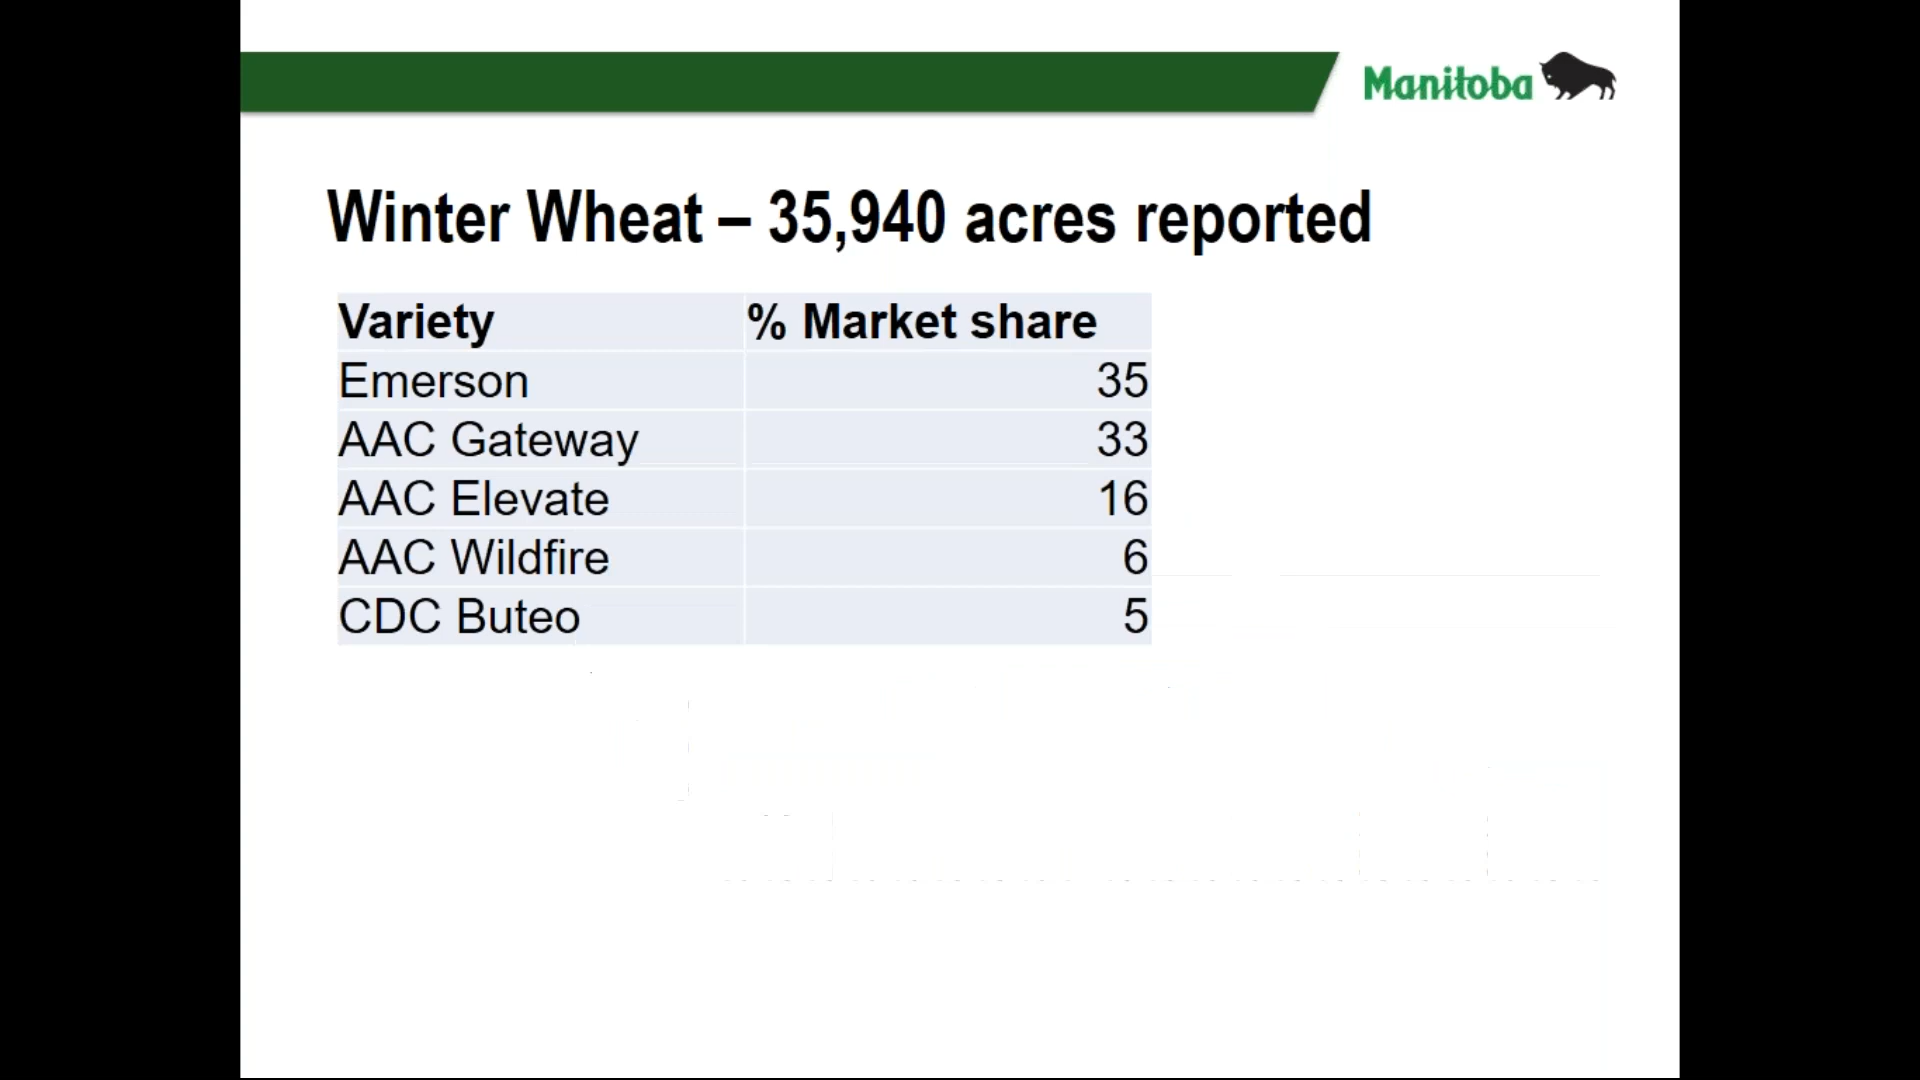 Manitoba
Winter Wheat – 35,940 acres reported
Variety % Market share
Emerson 35
AAC Gateway 33
AAC Elevate 16
AAC Wildfire 6
CDC Buteo 5